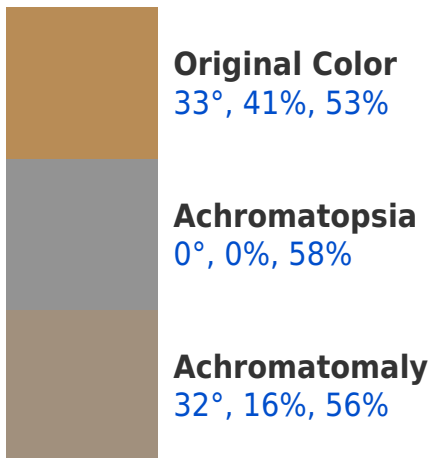 Original Color
33°, 41%, 53%
Achromatopsia
0°, 0%, 58%
Achromatomaly
32°, 16%, 56%